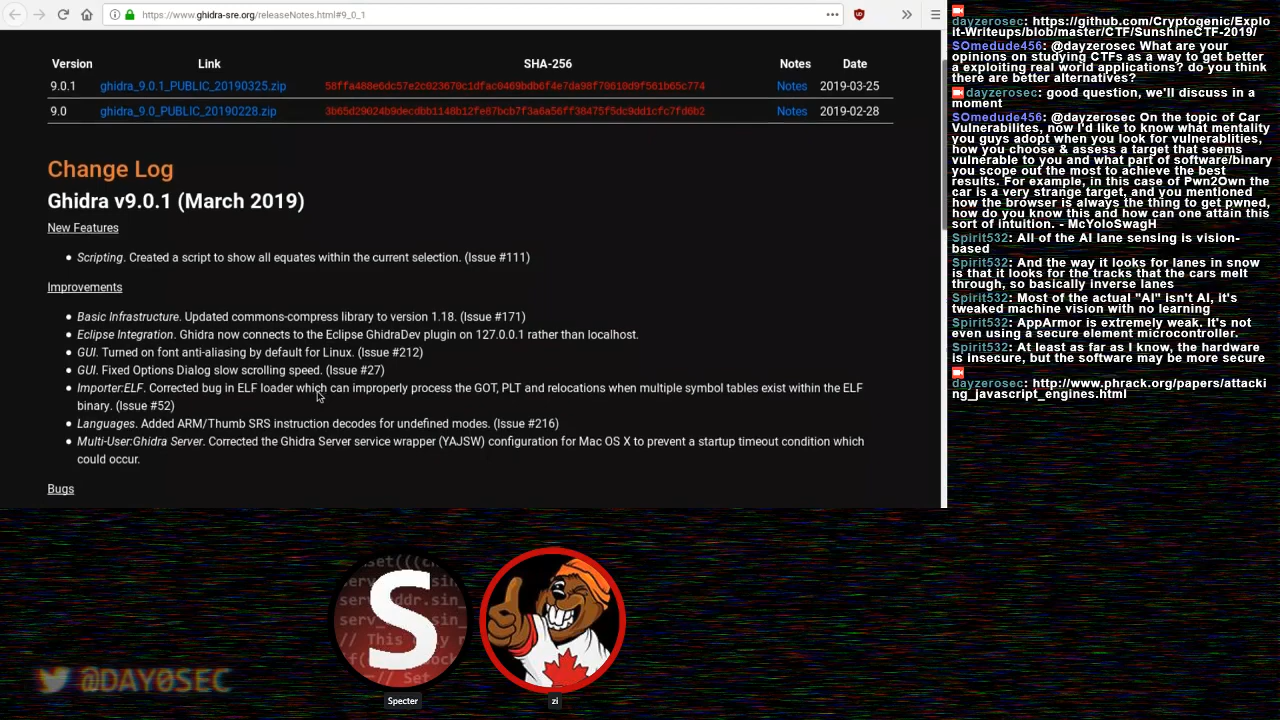 https://www.ghidra-sre.org/releaseNotes.html#9_0_1
Version Link SHA-256 Notes Date
9.0.1 ghidra_9.0.1_PUBLIC_20190325.zip 58ffa488e6dc57e2c023670c1dfac0469bdb6f4e7da98f70610d9f561b65c774 Notes 2019-03-25
9.0 ghidra_9.0_PUBLIC_20190228.zip 3b65d29024b9decdbb1148b12fe87bcb7f3a6a56ff38475f5dc9dd1cfc7fd6b2 Notes 2019-02-28
Change Log
Ghidra v9.0.1 (March 2019)
New Features
Scripting. Created a script to show all equates within the current selection. (Issue #111)
Improvements
Basic Infrastructure. Updated commons-compress library to version 1.18. (Issue #171)
Eclipse Integration. Ghidra now connects to the Eclipse GhidraDev plugin on 127.0.0.1 rather than localhost.
GUI. Turned on font anti-aliasing by default for Linux. (Issue #212)
GUI. Fixed Options Dialog slow scrolling speed. (Issue #27)
Importer:ELF. Corrected bug in ELF loader which can improperly process the GOT, PLT and relocations when multiple symbol tables exist within the ELF
binary. (Issue #52)
Languages. Added ARM/Thumb SRS instruction decodes for undefined modes. (Issue #216)
Multi-User:Ghidra Server. Corrected the Ghidra Server service wrapper (YAJSW) configuration for Mac OS X to prevent a startup timeout condition which
could occur.
Bugs
dayzerosec: https://github.com/Cryptogenic/Explo
it-Writeups/blob/master/CTF/SunshineCTF-2019/
SOmedude456: @dayzerosec What are your
opinions on studying CTFs as a way to get better
a exploiting real world applications? do you think
there are better alternatives?
dayzerosec: good question, we'll discuss in a
moment
SOmedude456: @dayzerosec On the topic of Car
Vulnerabilites, now I'd like to know what mentality
you guys adopt when you look for vulnerablities,
how you choose & assess a target that seems
vulnerable to you and what part of software/binary
you scope out the most to achieve the best
results. For example, in this case of Pwn2Own the
car is a very strange target, and you mentioned
how the browser is always the thing to get pwned,
how do you know this and how can one attain this
sort of intuition. - McYoloSwagH
Spirit532: All of the AI lane sensing is vision-
based
Spirit532: And the way it looks for lanes in snow
is that it looks for the tracks that the cars melt
through, so basically inverse lanes
Spirit532: Most of the actual "AI" isn't AI, it's
tweaked machine vision with no learning
Spirit532: AppArmor is extremely weak. It's not
even using a secure element microcontroller.
Spirit532: At least as far as I know, the hardware
is insecure, but the software may be more secure
dayzerosec: http://www.phrack.org/papers/attacki
ng_javascript_engines.html
S
@DAY0SEC
Specter
zi